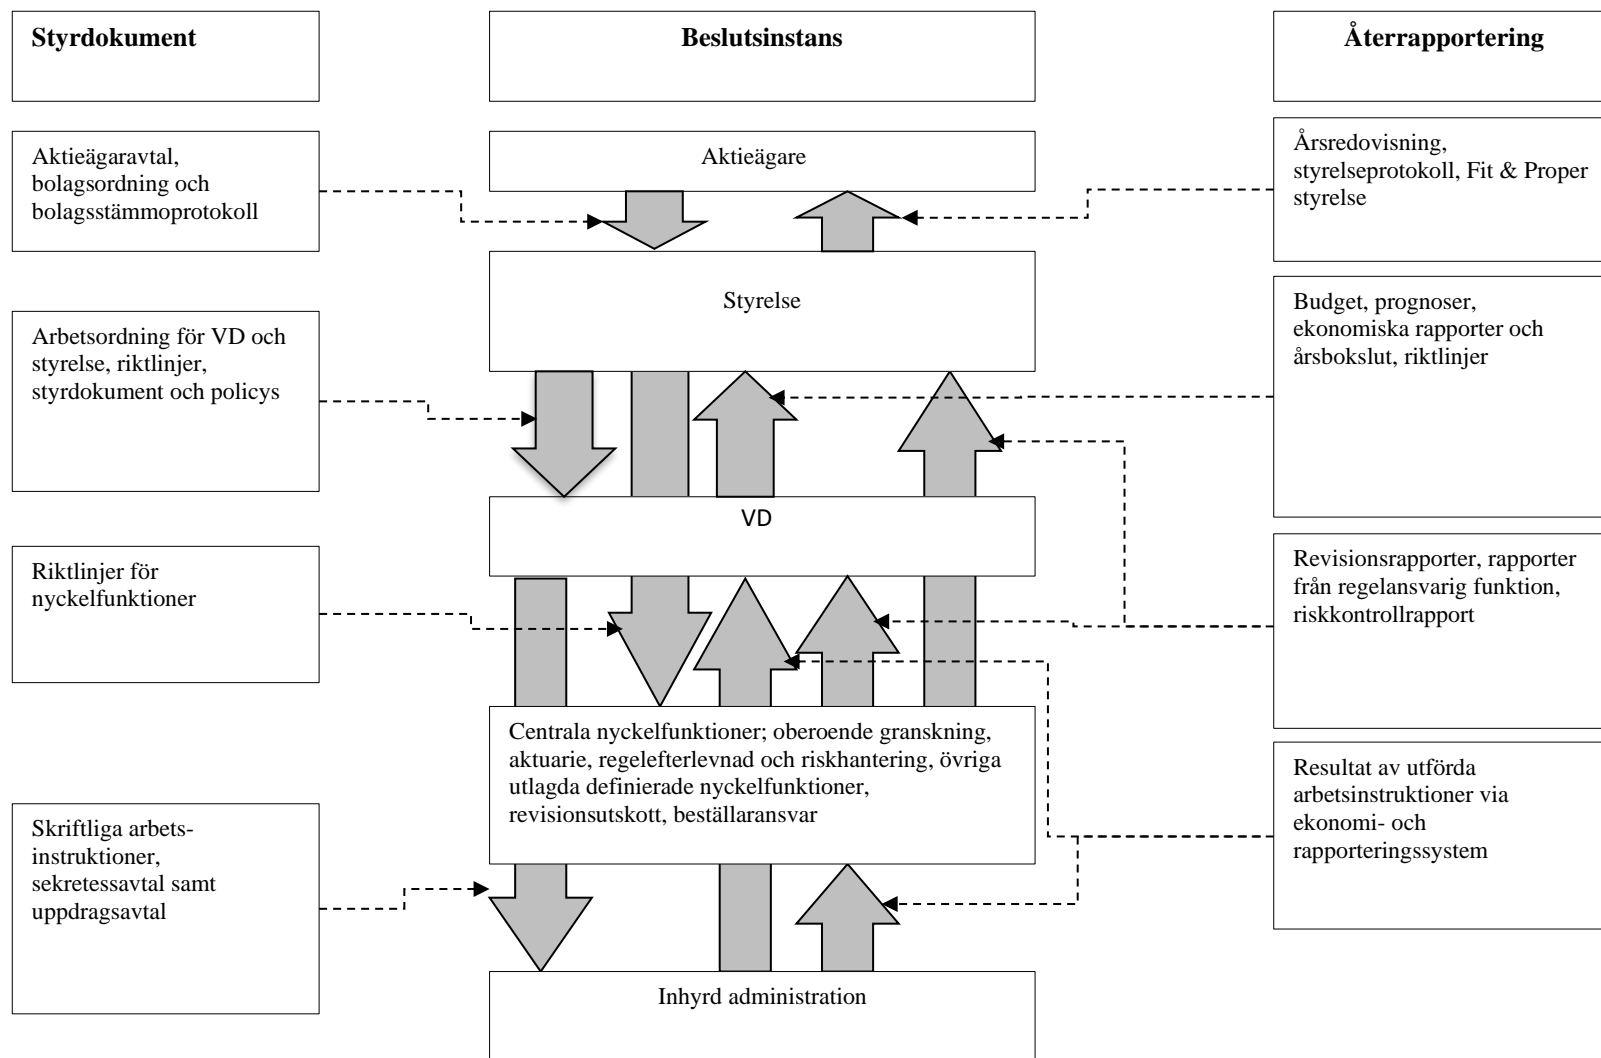 Styrdokument
Beslutsinstans
Återrapportering
Aktieägaravtal,
bolagsordning och
bolagsstämmoprotokoll
Aktieägare
Årsredovisning,
styrelseprotokoll, Fit & Proper
styrelse
Styrelse
Budget, prognoser,
ekonomiska rapporter och
årsbokslut, riktlinjer
Arbetsordning för VD och
styrelse, riktlinjer,
styrdokument och policys
VD
Riktlinjer för
nyckelfunktioner
Revisionsrapporter, rapporter
från regelansvarig funktion,
riskkontrollrapport
Centrala nyckelfunktioner; oberoende granskning,
aktuarie, regelefterlevnad och riskhantering, övriga
utlagda definierade nyckelfunktioner,
revisionsutskott, beställaransvar
Resultat av utförda
arbetsinstruktioner via
ekonomi- och
rapporteringssystem
Skriftliga arbets-
instruktioner,
sekretessavtal samt
uppdragsavtal
Inhyrd administration